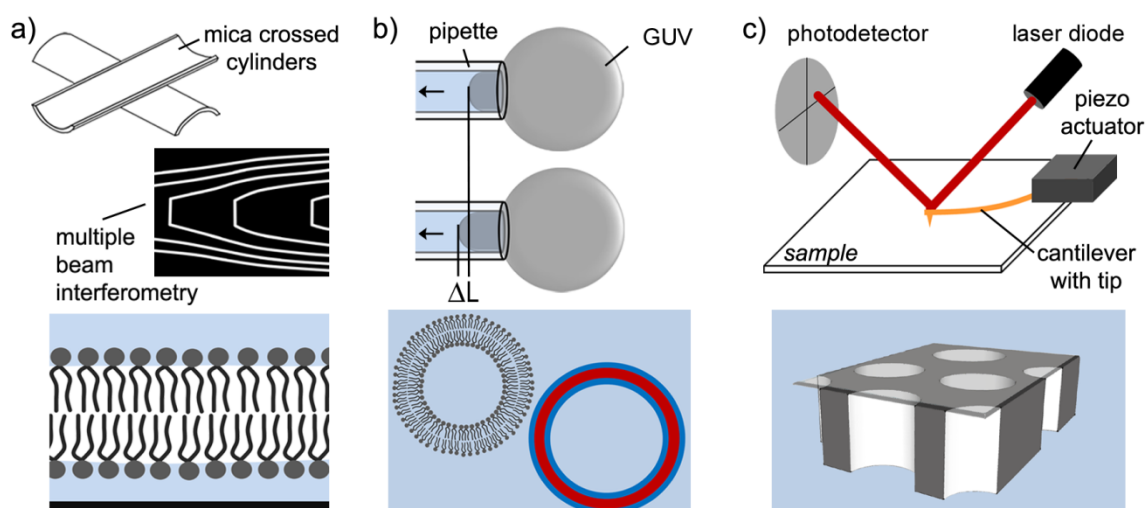 a)
mica crossed
cylinders
multiple
beam
interferometry
b)
pipette
GUV
ΔL
c)
photodetector
laser diode
piezo
actuator
sample
cantilever
with tip